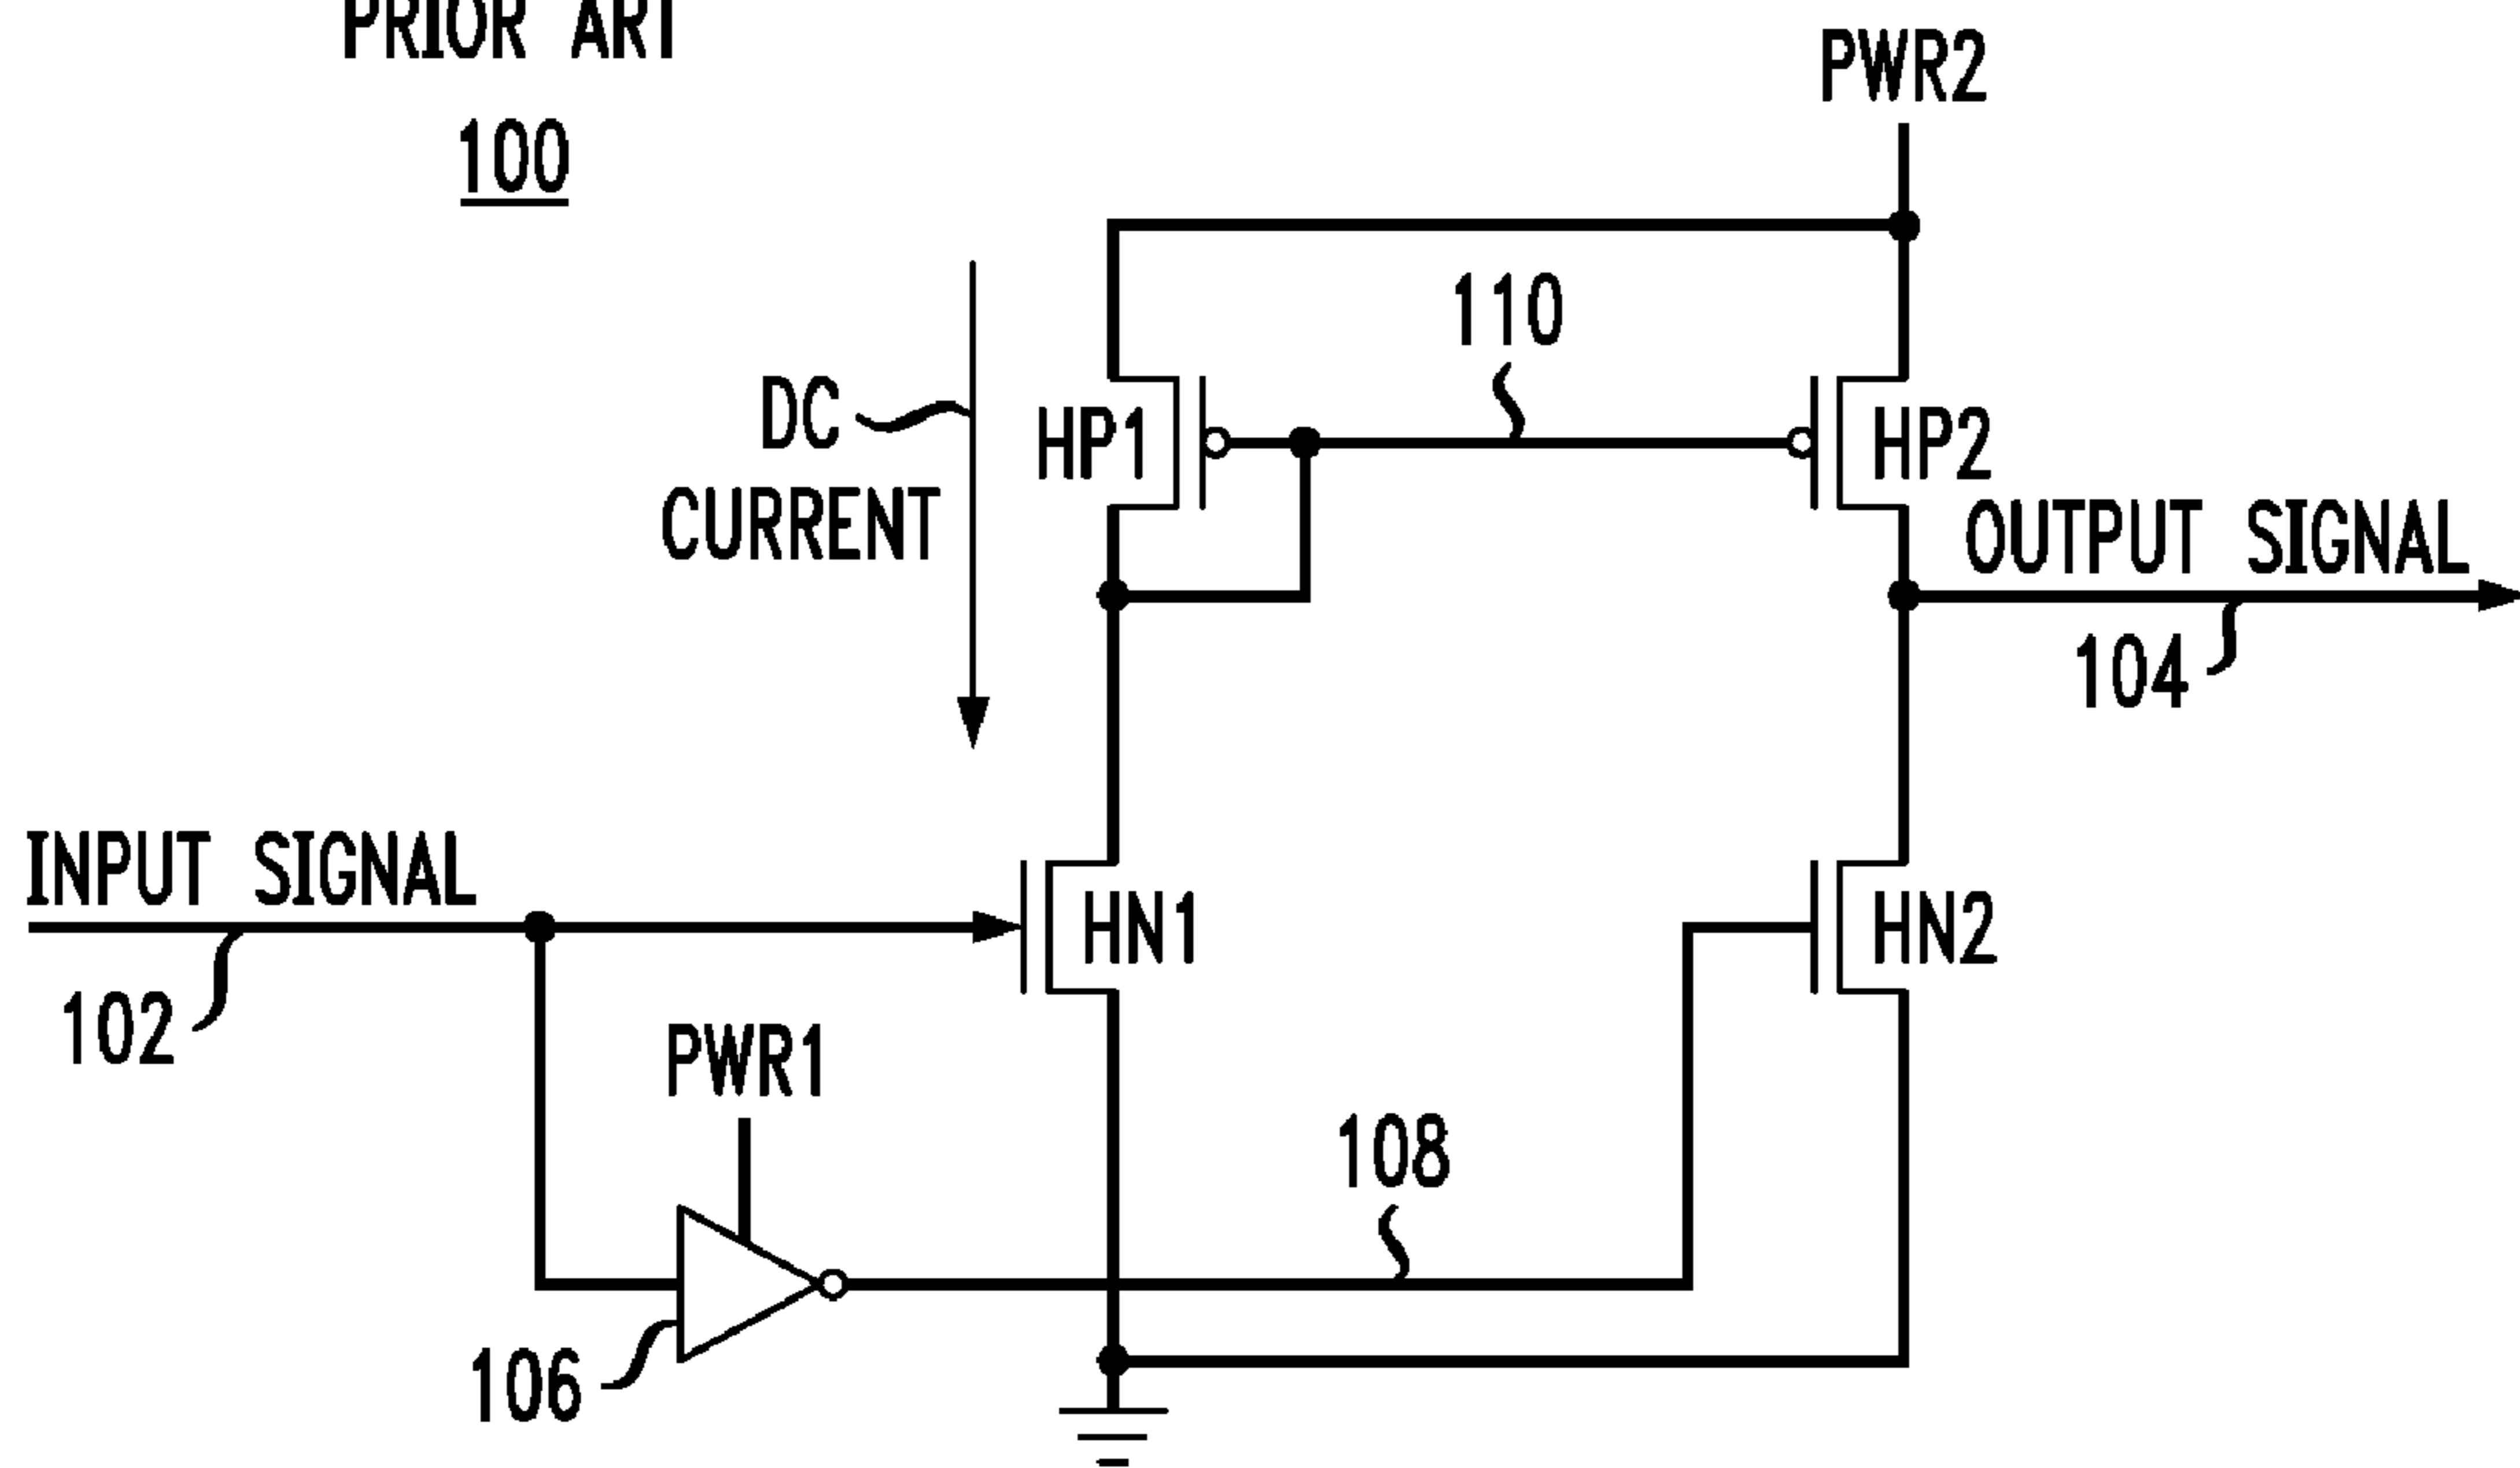 PRIOR ART
100
PWR2
110
DC
CURRENT
HP1
HP2
OUTPUT SIGNAL
104
INPUT SIGNAL
102
HN1
HN2
PWR1
108
106